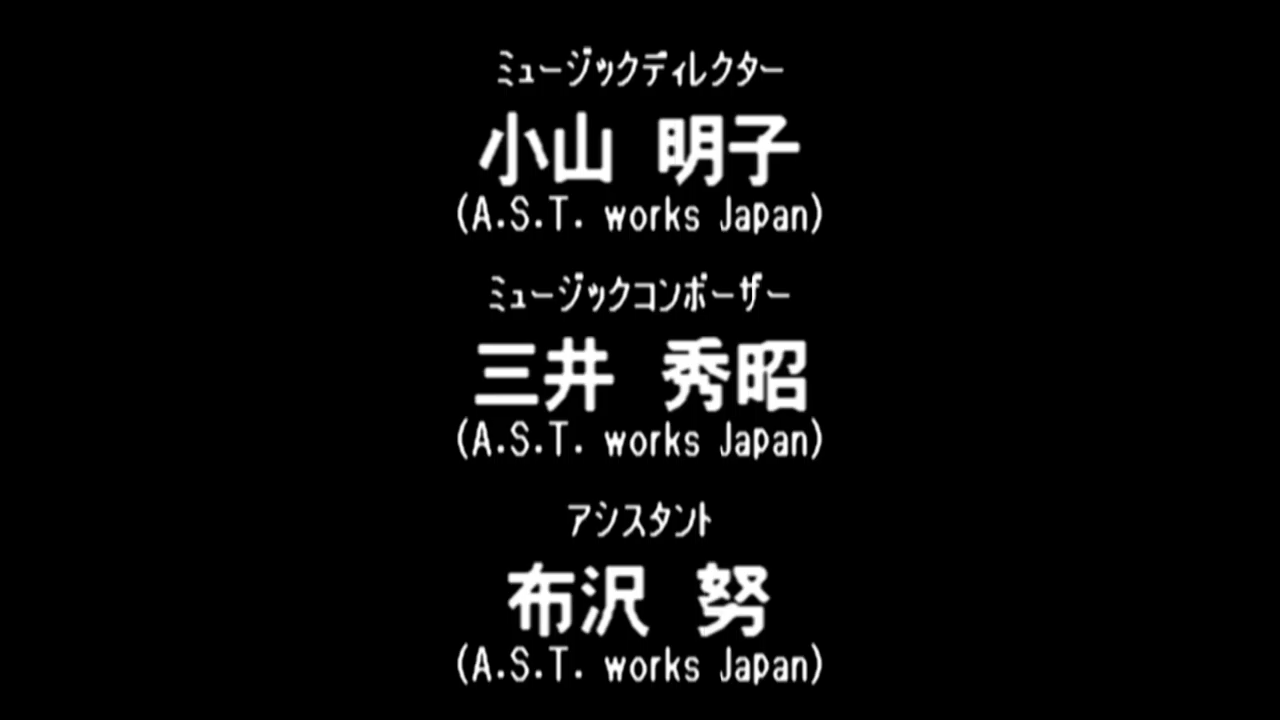 ミュージックディレクター
小山 明子
(A.S.T. works Japan)
ミュージックコンポーザー
三井 秀昭
(A.S.T. works Japan)
アシスタント
布沢 努
(A.S.T. works Japan)